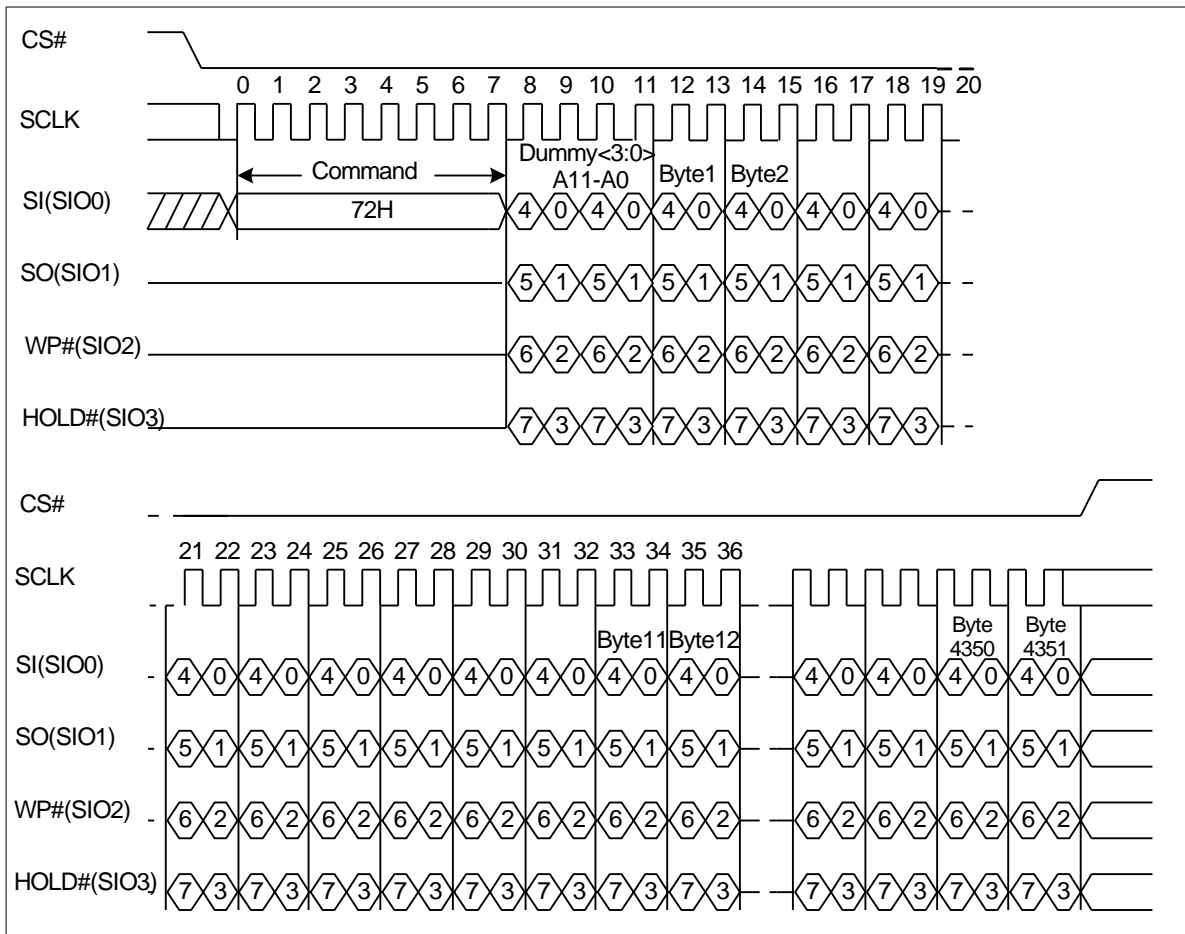 CS#
0 1 2 3 4 5 6 7 8 9 10 11 12 13 14 15 16 17 18 19 20
SCLK
Dummy<3:0>
Command A11-A0 Byte1 Byte2
SI(SIO0) 72H 4 0 4 0 4 0 4 0 4 0 4 0
SO(SIO1) 5 1 5 1 5 1 5 1 5 1 5 1
WP#(SIO2) 6 2 6 2 6 2 6 2 6 2 6 2
HOLD#(SIO3) 7 3 7 3 7 3 7 3 7 3 7 3
CS#
21 22 23 24 25 26 27 28 29 30 31 32 33 34 35 36
SCLK
Byte11 Byte12 Byte 4350 Byte 4351
SI(SIO0) 4 0 4 0 4 0 4 0 4 0 4 0 4 0 4 0 4 0 4 0 4 0 4 0
SO(SIO1) 5 1 5 1 5 1 5 1 5 1 5 1 5 1 5 1 5 1 5 1 5 1 5 1
WP#(SIO2) 6 2 6 2 6 2 6 2 6 2 6 2 6 2 6 2 6 2 6 2 6 2 6 2
HOLD#(SIO3) 7 3 7 3 7 3 7 3 7 3 7 3 7 3 7 3 7 3 7 3 7 3 7 3